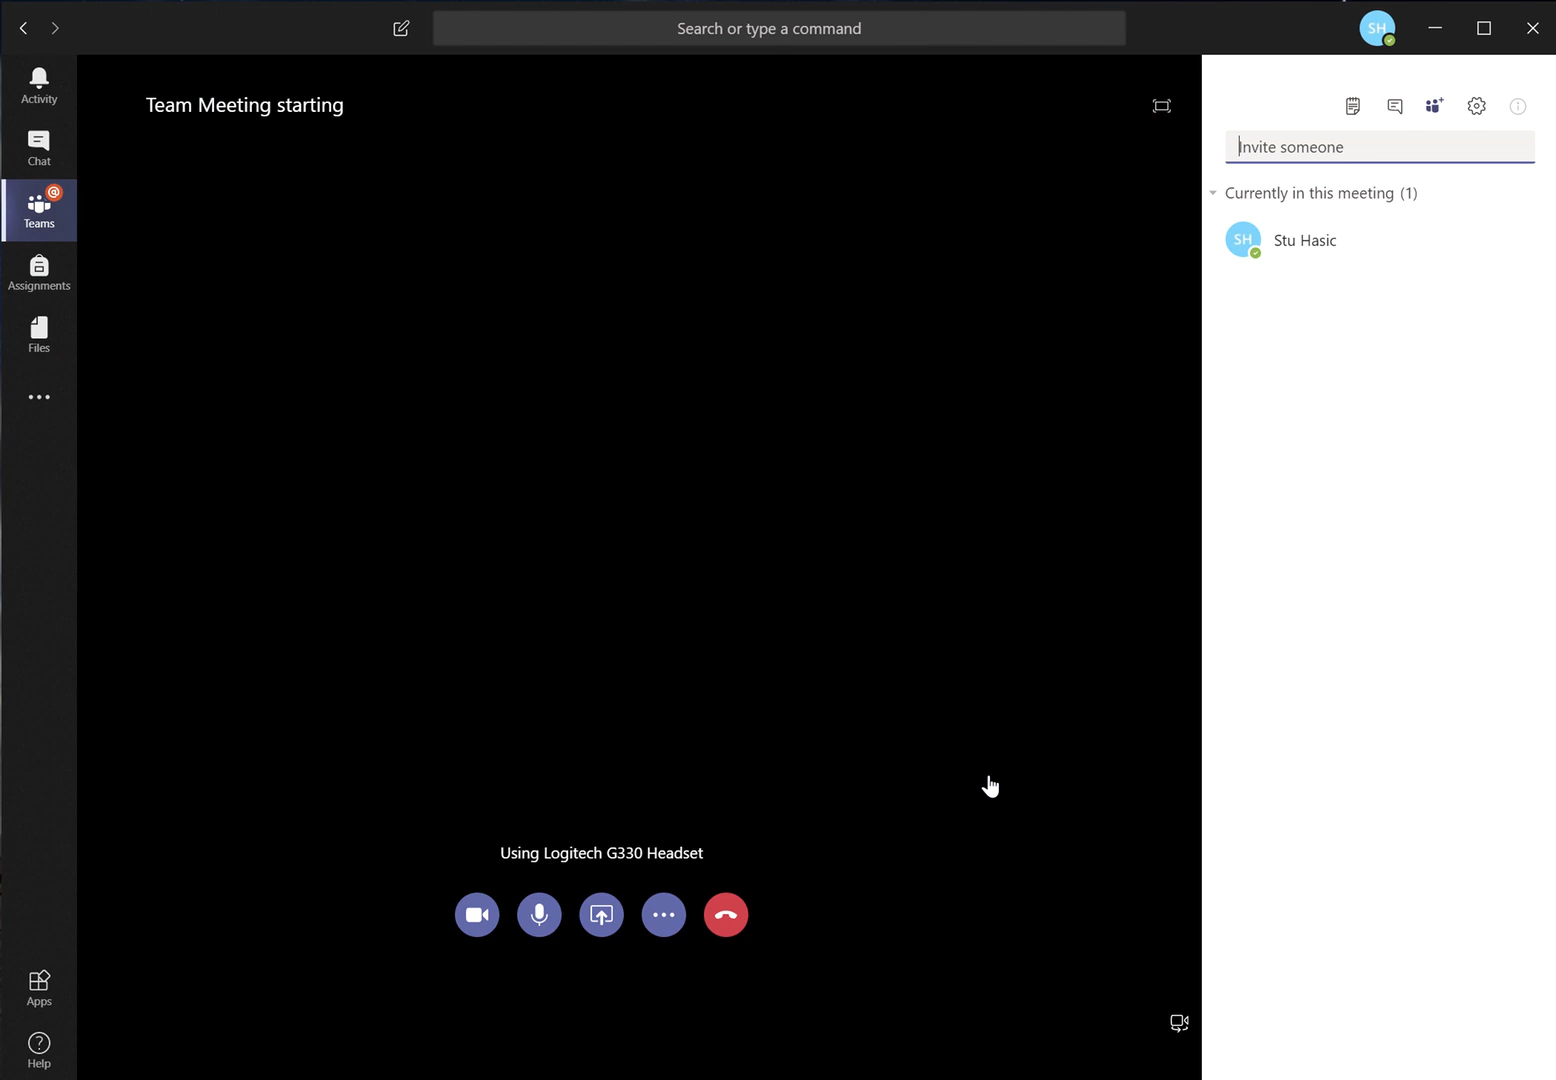 Search or type a command
SH
Activity
Chat
@
Teams
Assignments
Files
Apps
Help
Team Meeting starting
Using Logitech G330 Headset
Invite someone
Currently in this meeting (1)
SH
Stu Hasic